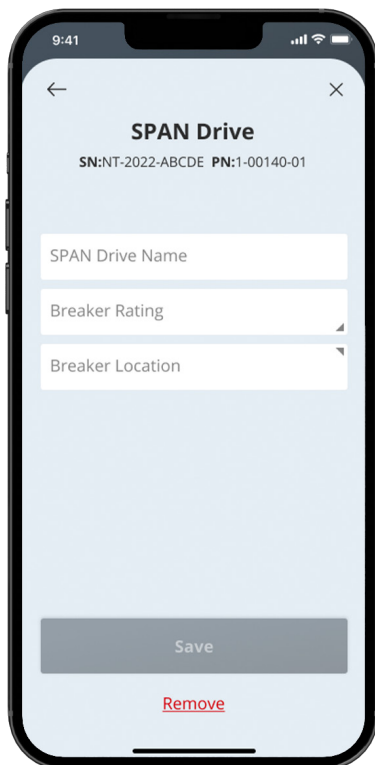 9:41
SPAN Drive
SN:NT-2022-ABCDE PN:1-00140-01
SPAN Drive Name
Breaker Rating
Breaker Location
Save
Remove